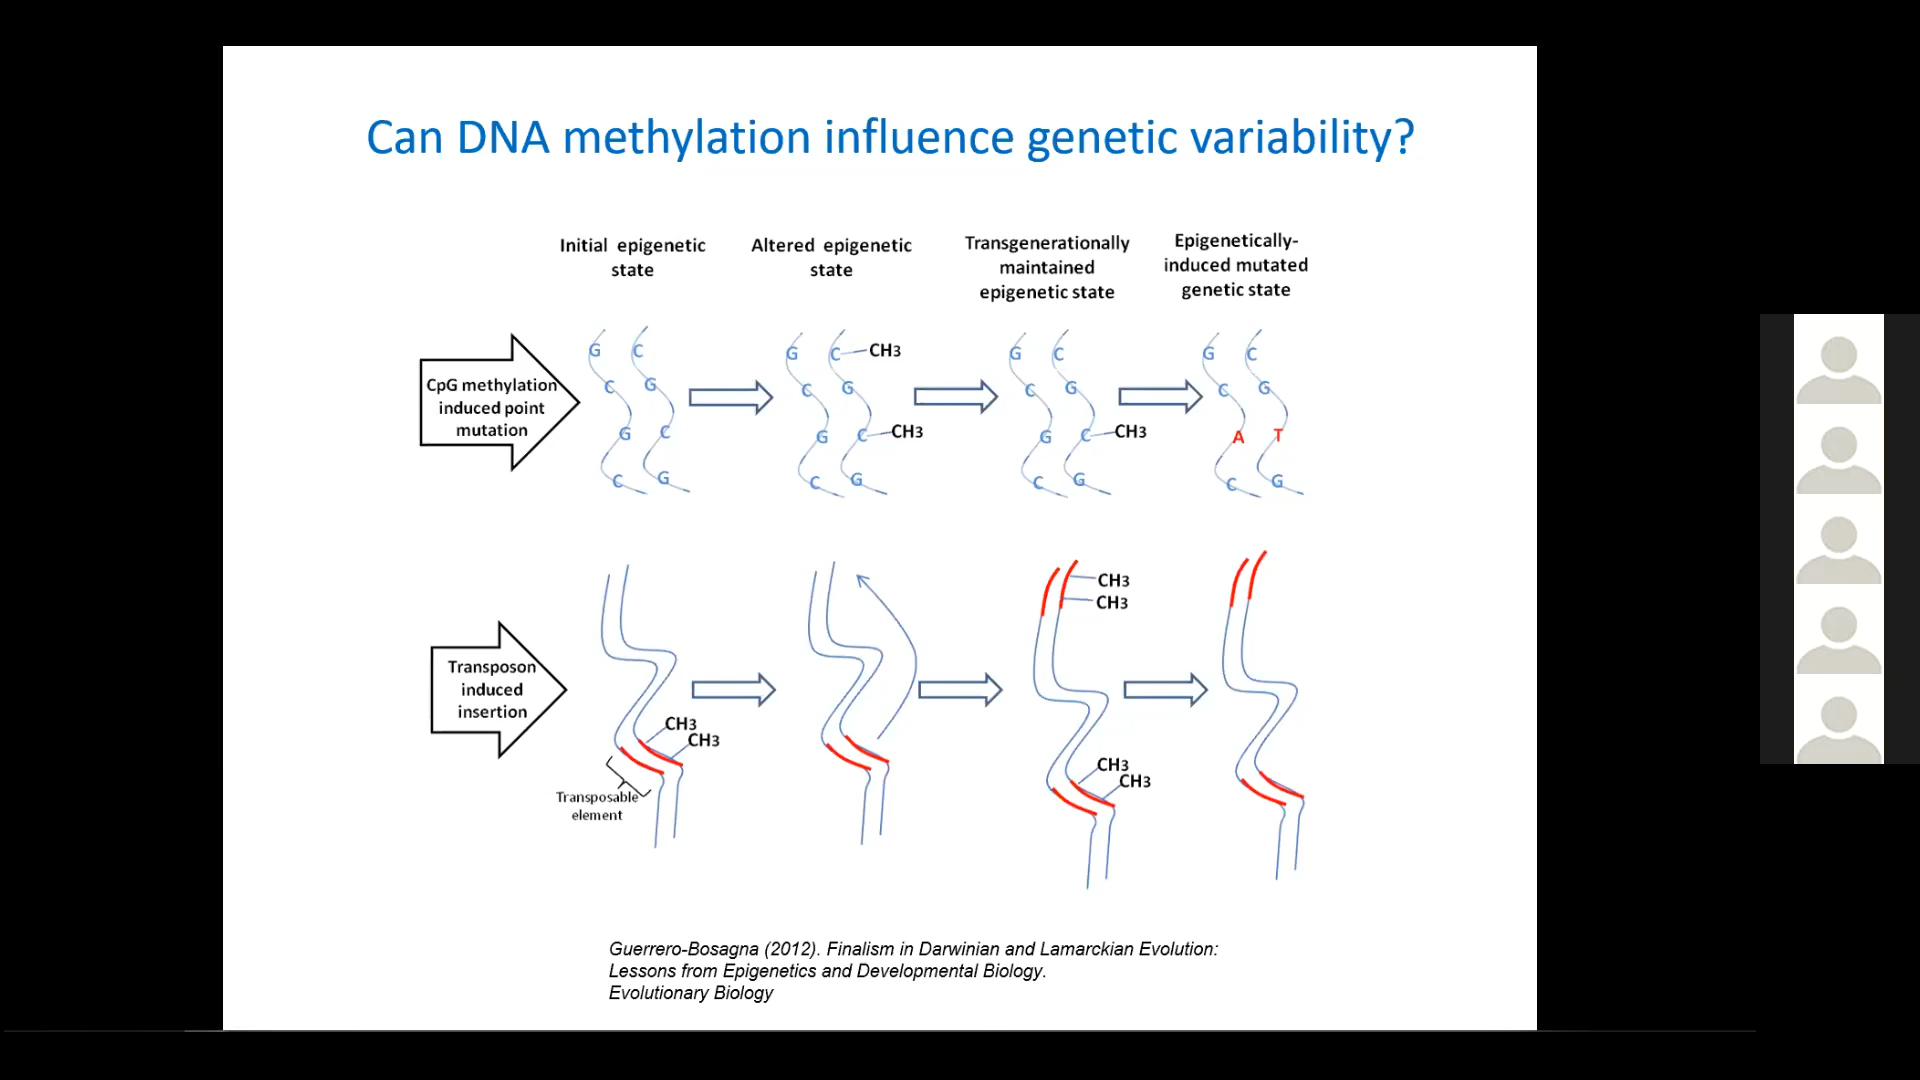 Can DNA methylation influence genetic variability?
Initial epigenetic
state
Altered epigenetic
state
Transgenerationally
maintained
epigenetic state
Epigenetically-
induced mutated
genetic state
CpG methylation
induced point
mutation
G C
C G
G C
C G
G C CH3
C G
G C CH3
C G
G C
C G
G C CH3
C G
G C
C G
A T
C G
Transposon
induced
insertion
CH3
CH3
Transposable
element
CH3
CH3
CH3
CH3
Guerrero-Bosagna (2012). Finalism in Darwinian and Lamarckian Evolution:
Lessons from Epigenetics and Developmental Biology.
Evolutionary Biology